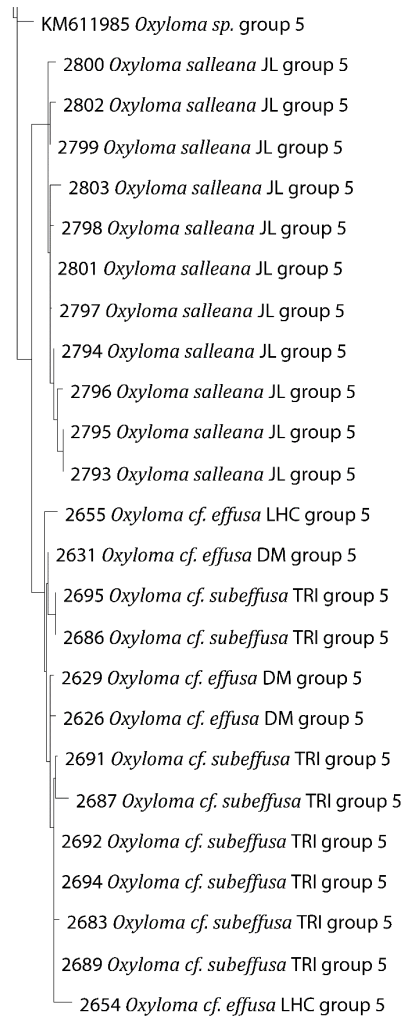 KM611985 Oxyloma sp. group 5
2800 Oxyloma salleana JL group 5
2802 Oxyloma salleana JL group 5
2799 Oxyloma salleana JL group 5
2803 Oxyloma salleana JL group 5
2798 Oxyloma salleana JL group 5
2801 Oxyloma salleana JL group 5
2797 Oxyloma salleana JL group 5
2794 Oxyloma salleana JL group 5
2796 Oxyloma salleana JL group 5
2795 Oxyloma salleana JL group 5
2793 Oxyloma salleana JL group 5
2655 Oxyloma cf. effusa LHC group 5
2631 Oxyloma cf. effusa DM group 5
2695 Oxyloma cf. subeffusa TRI group 5
2686 Oxyloma cf. subeffusa TRI group 5
2629 Oxyloma cf. effusa DM group 5
2626 Oxyloma cf. effusa DM group 5
2691 Oxyloma cf. subeffusa TRI group 5
2687 Oxyloma cf. subeffusa TRI group 5
2692 Oxyloma cf. subeffusa TRI group 5
2694 Oxyloma cf. subeffusa TRI group 5
2683 Oxyloma cf. subeffusa TRI group 5
2689 Oxyloma cf. subeffusa TRI group 5
2654 Oxyloma cf. effusa LHC group 5